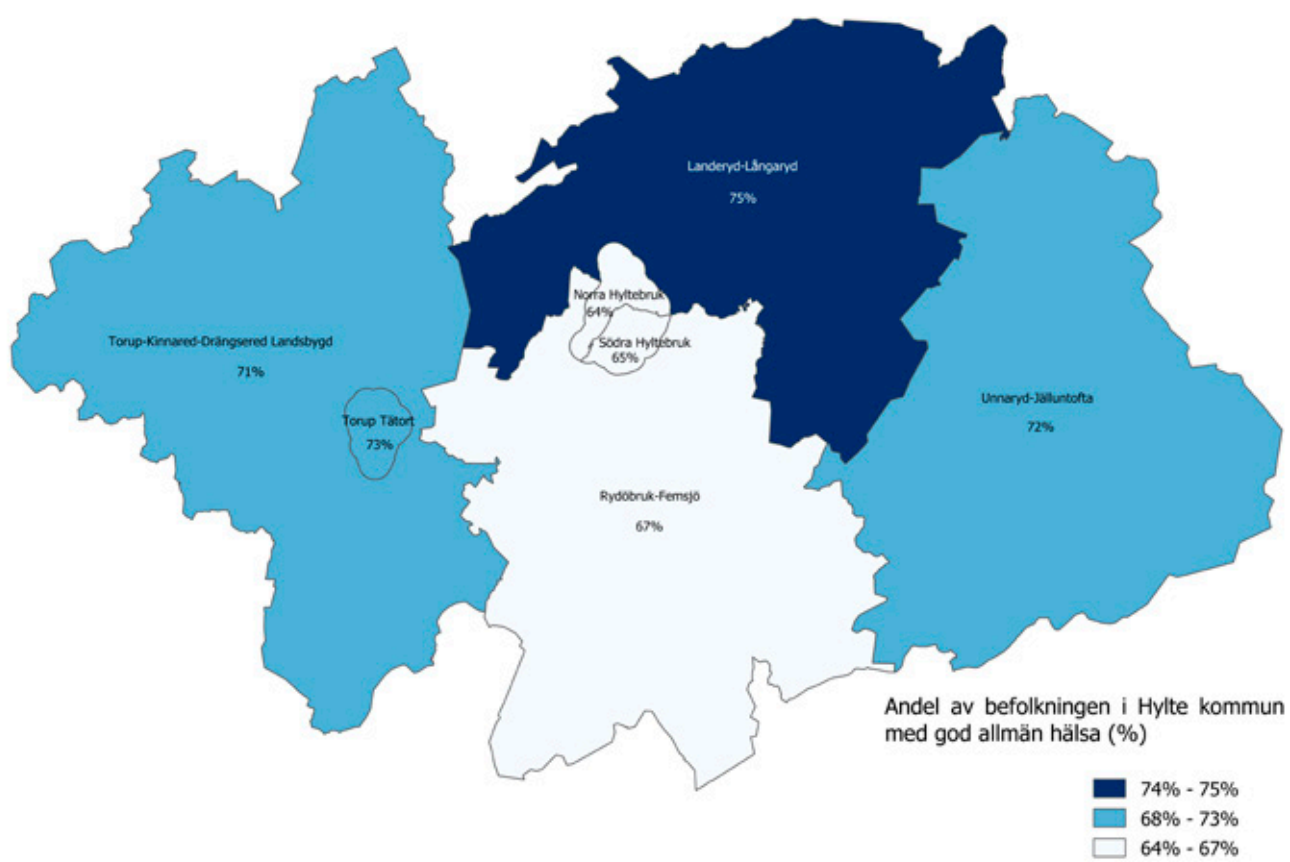 Landeryd-Långaryd
75%
Norra Hyltebruk
64%
Södra Hyltebruk
65%
Torup-Kinnared-Drängsered Landsbygd
71%
Torup Tätort
73%
Unnaryd-Jälluntofta
72%
Rydöbruk-Femsjö
67%
Andel av befolkningen i Hylte kommun
med god allmän hälsa (%)
74% - 75%
68% - 73%
64% - 67%